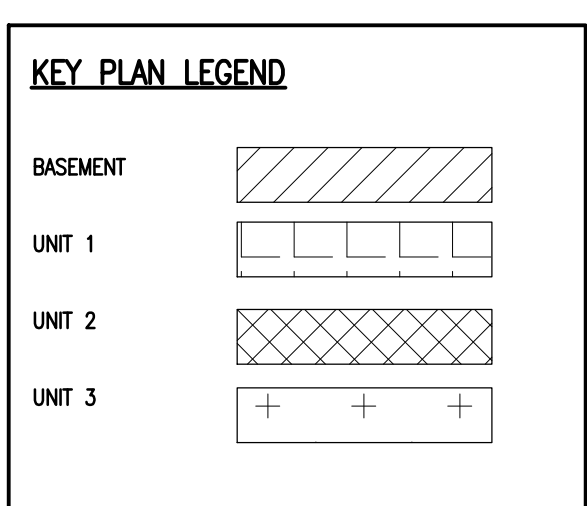 KEY PLAN LEGEND
BASEMENT
UNIT 1
UNIT 2
UNIT 3